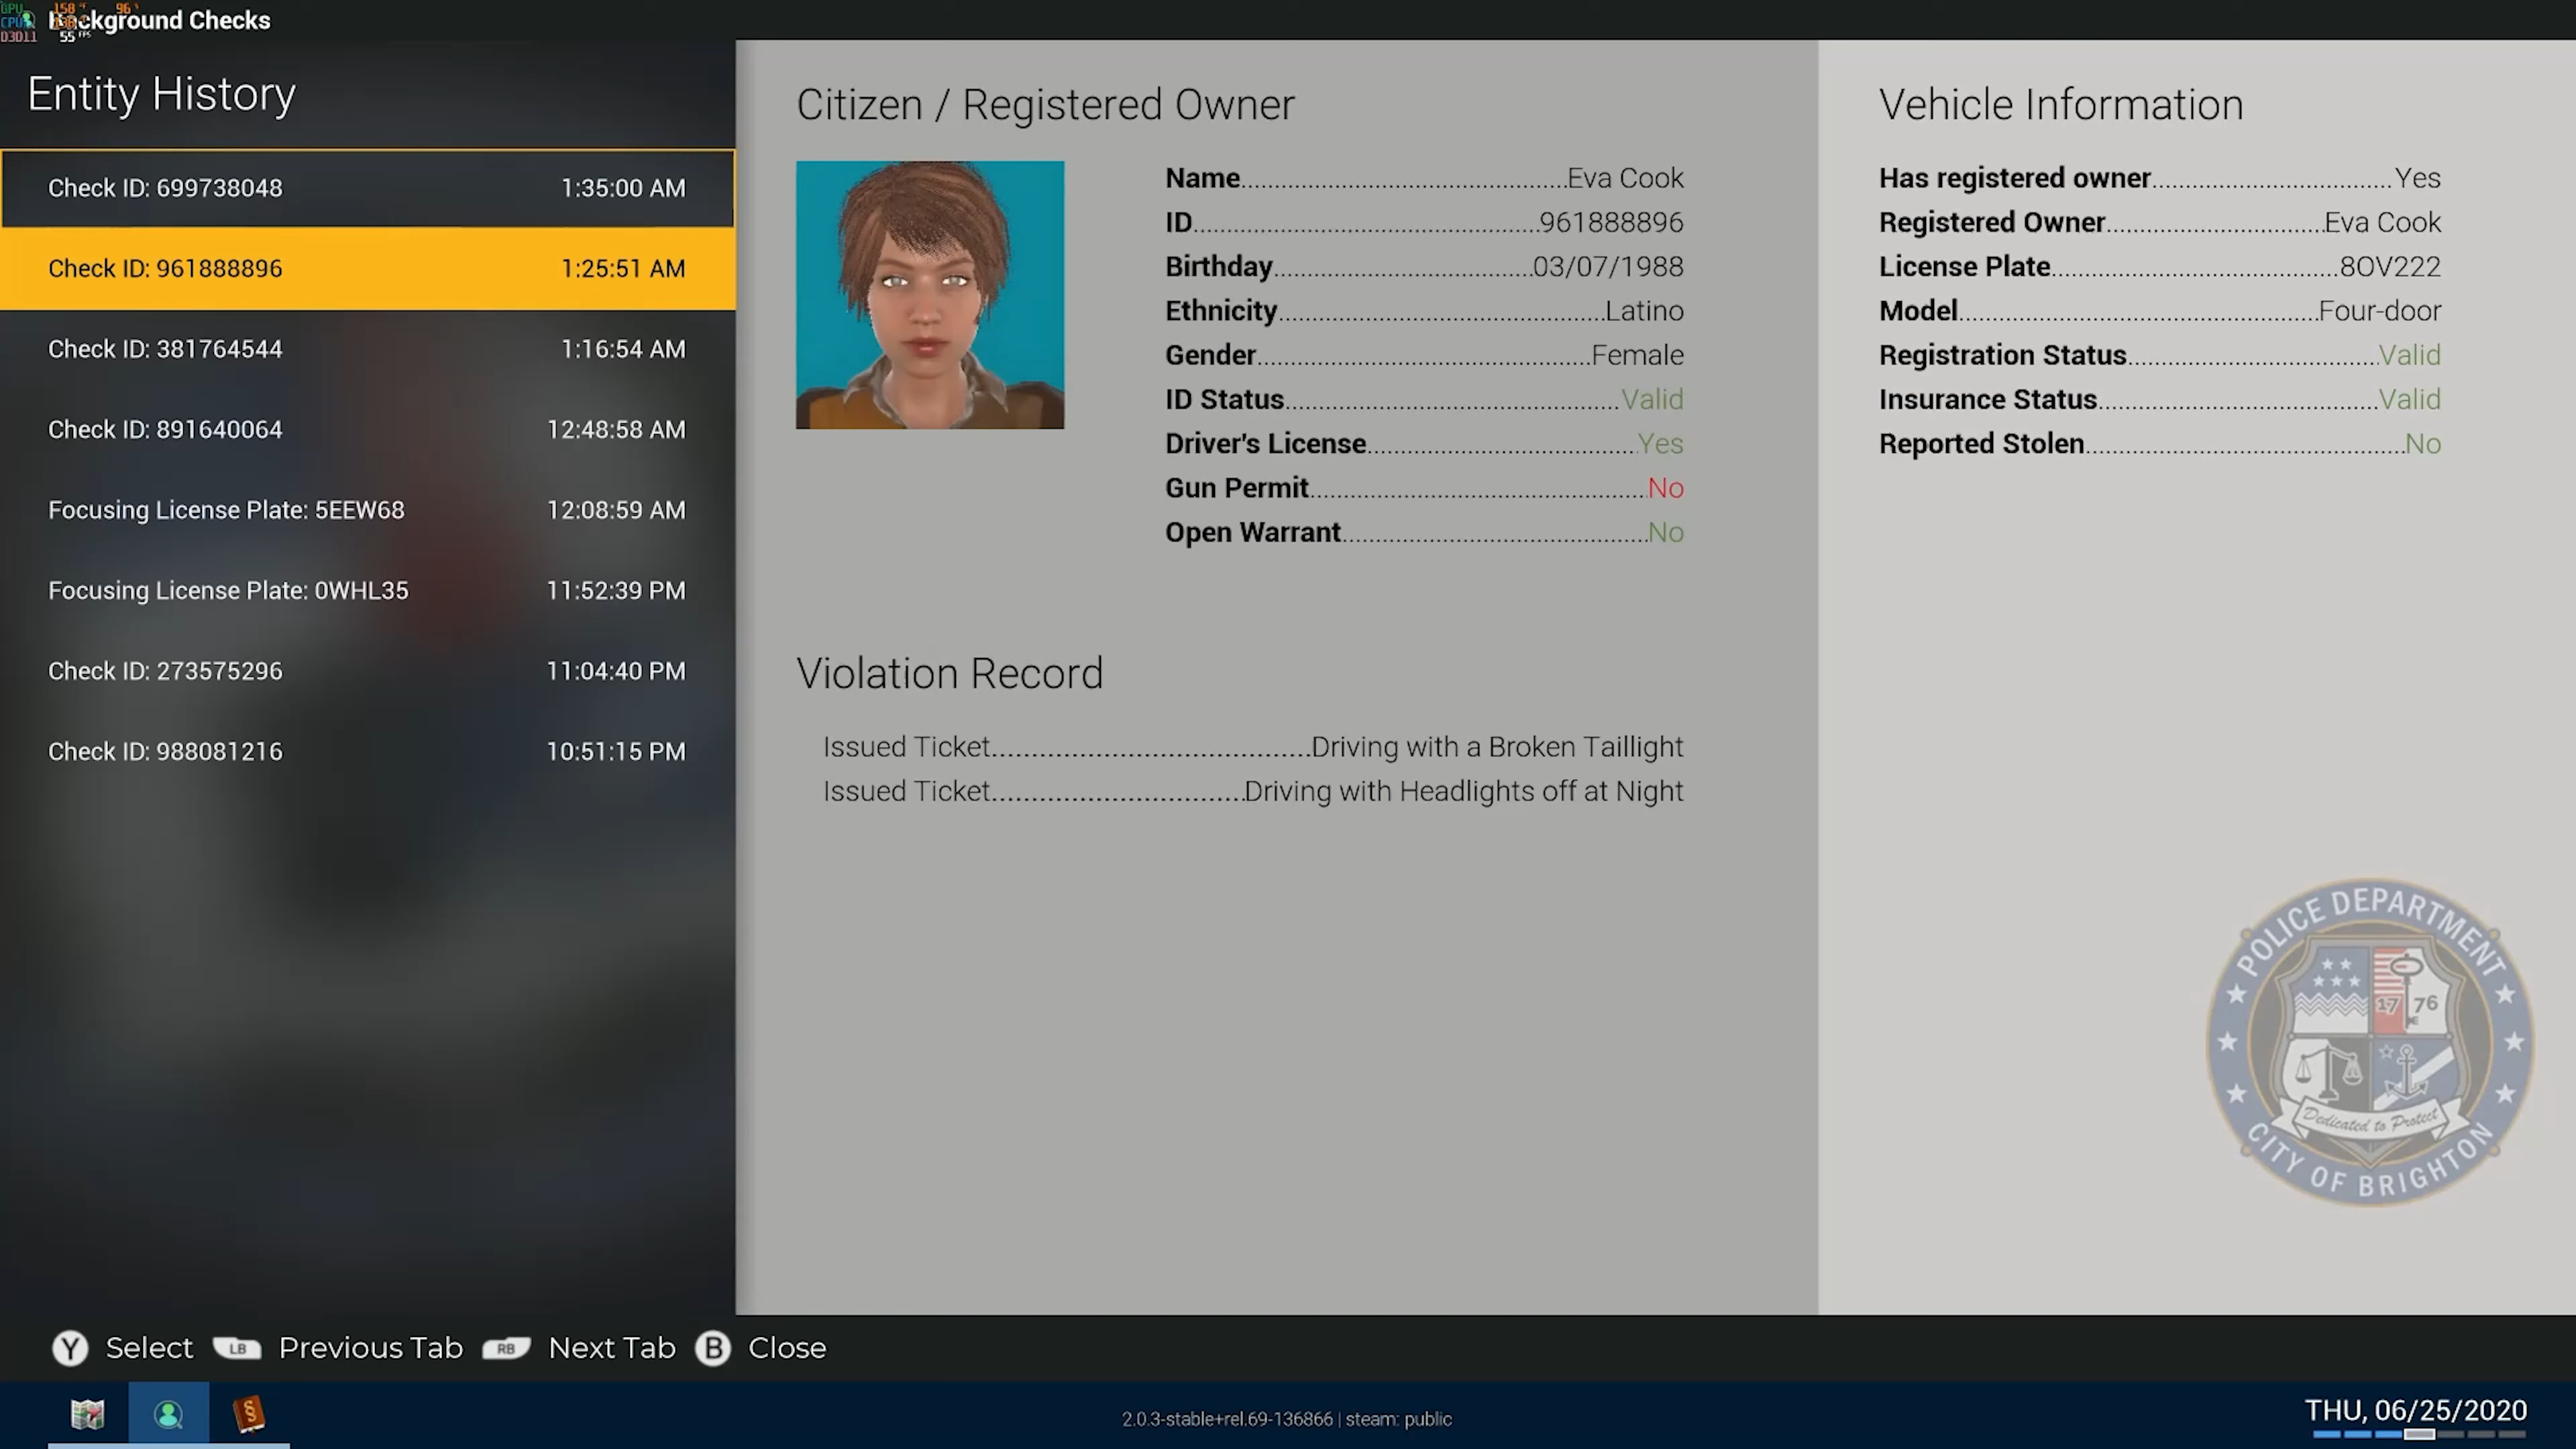 GPU 158 °F 96 %
CPU
D3D11 55 FPS
Background Checks
Entity History
Check ID: 699738048 1:35:00 AM
Check ID: 961888896 1:25:51 AM
Check ID: 381764544 1:16:54 AM
Check ID: 891640064 12:48:58 AM
Focusing License Plate: 5EEW68 12:08:59 AM
Focusing License Plate: 0WHL35 11:52:39 PM
Check ID: 273575296 11:04:40 PM
Check ID: 988081216 10:51:15 PM
Citizen / Registered Owner
Name Eva Cook
ID 961888896
Birthday 03/07/1988
Ethnicity Latino
Gender Female
ID Status Valid
Driver's License Yes
Gun Permit No
Open Warrant No
Violation Record
Issued Ticket Driving with a Broken Taillight
Issued Ticket Driving with Headlights off at Night
Vehicle Information
Has registered owner Yes
Registered Owner Eva Cook
License Plate 8OV222
Model Four-door
Registration Status Valid
Insurance Status Valid
Reported Stolen No
POLICE DEPARTMENT
17 76
Dedicated to Protect
CITY OF BRIGHTON
Y Select LB Previous Tab RB Next Tab B Close
§
2.0.3-stable+rel.69-136866 | steam: public
THU, 06/25/2020